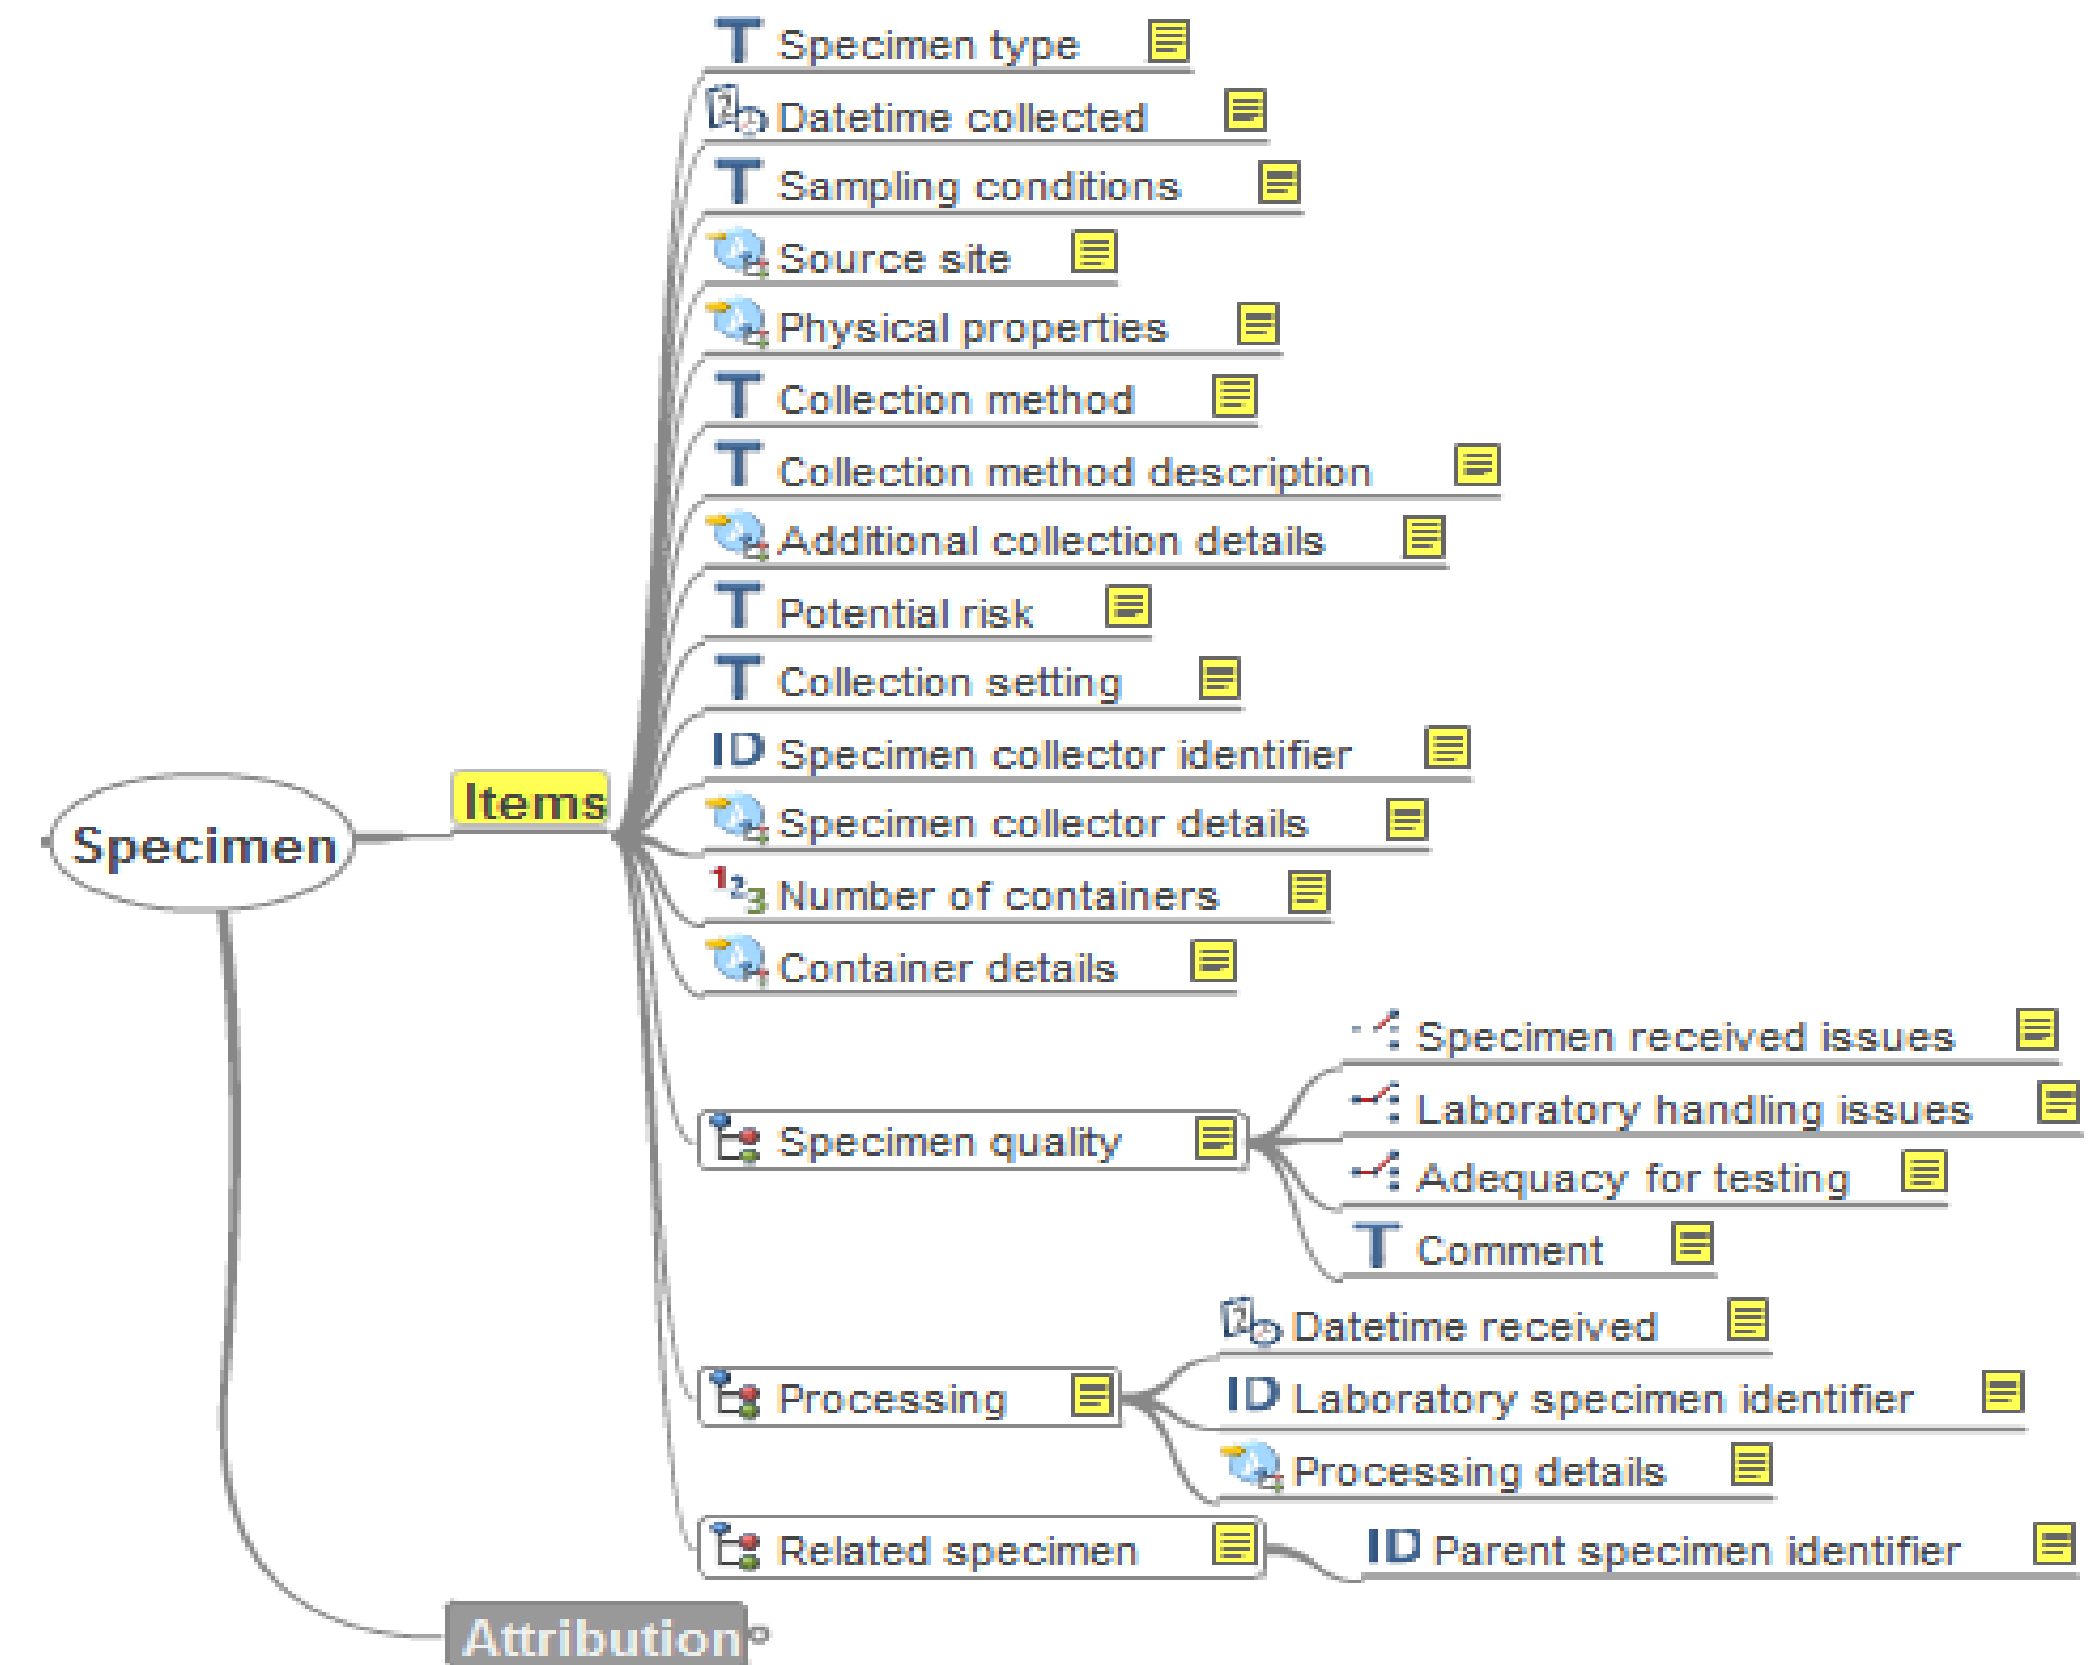 T Specimen type
Datetime collected
T Sampling conditions
Source site
Physical properties
T Collection method
T Collection method description
Additional collection details
T Potential risk
T Collection setting
ID Specimen collector identifier
Specimen collector details
123 Number of containers
Container details
Specimen
Items
Specimen quality
Specimen received issues
Laboratory handling issues
Adequacy for testing
T Comment
Processing
Datetime received
ID Laboratory specimen identifier
Processing details
Related specimen
ID Parent specimen identifier
Attribution